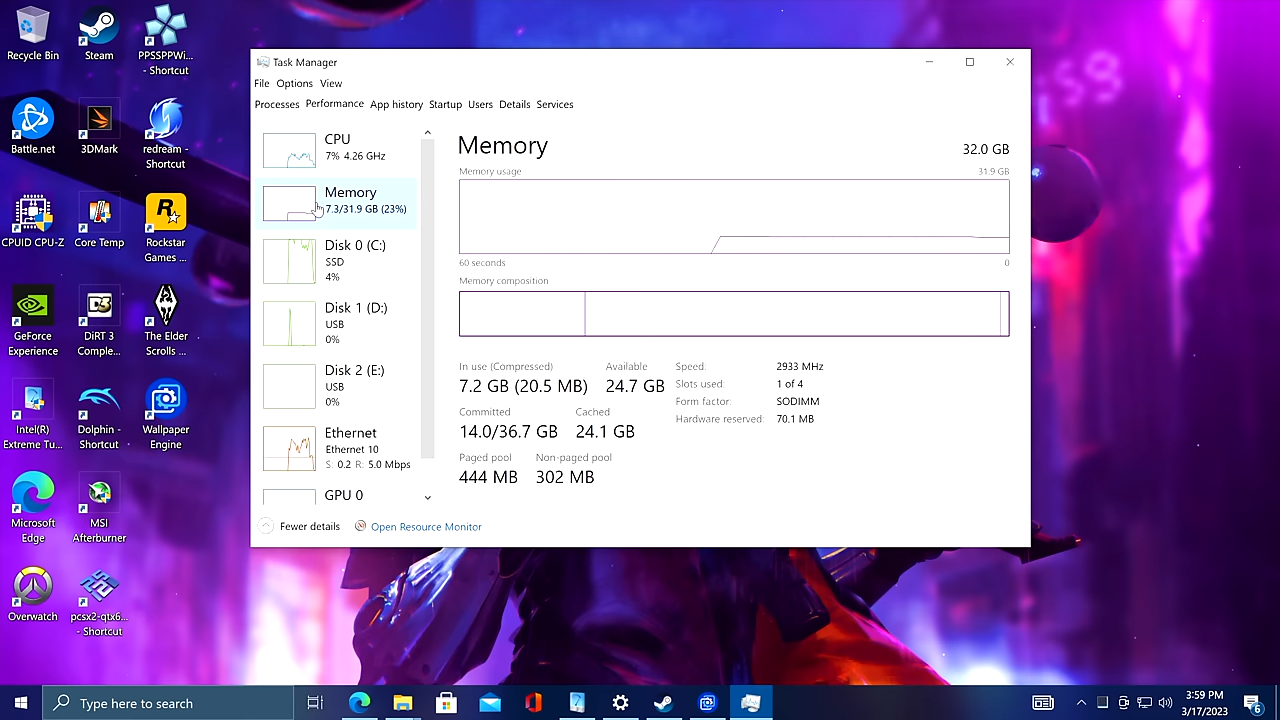 Recycle Bin
Steam
PPSSPPWi...
- Shortcut
Battle.net
3DMark
redream -
Shortcut
CPUID CPU-Z
Core Temp
Rockstar
Games ...
GeForce
Experience
DiRT 3
Comple...
The Elder
Scrolls ...
Intel(R)
Extreme Tu...
Dolphin -
Shortcut
Wallpaper
Engine
Microsoft
Edge
MSI
Afterburner
Overwatch
pcsx2-qtx6...
- Shortcut
:59
Task Manager
File Options View
Processes Performance App history Startup Users Details Services
CPU
7% 4.26 GHz
Memory
7.3/31.9 GB (23%)
Disk 0 (C:)
SSD
4%
Disk 1 (D:)
USB
0%
Disk 2 (E:)
USB
0%
Ethernet
Ethernet 10
S: 0.2 R: 5.0 Mbps
GPU 0
Memory 32.0 GB
Memory usage 31.9 GB
60 seconds 0
Memory composition
In use (Compressed) Available
7.2 GB (20.5 MB) 24.7 GB
Committed Cached
14.0/36.7 GB 24.1 GB
Paged pool Non-paged pool
444 MB 302 MB
Speed: 2933 MHz
Slots used: 1 of 4
Form factor: SODIMM
Hardware reserved: 70.1 MB
Fewer details Open Resource Monitor
Type here to search
3:59 PM
3/17/2023
6